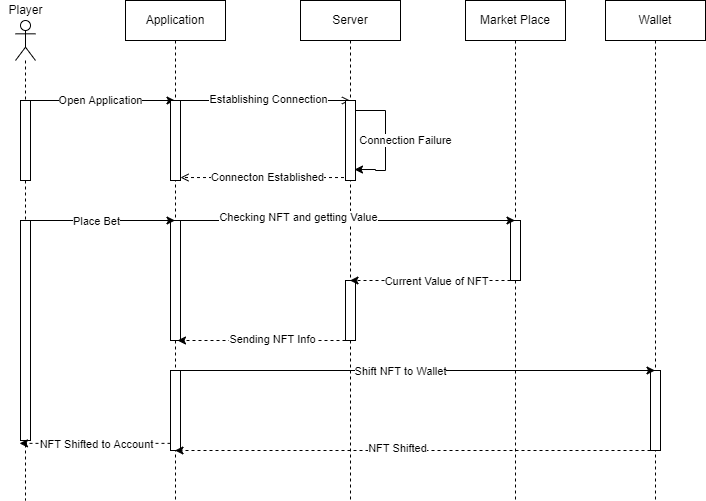 Player
Application
Server
Market Place
Wallet
Open Application
Establishing Connection
Connection Failure
Connecton Established
Place Bet
Checking NFT and getting Value
Current Value of NFT
Sending NFT Info
Shift NFT to Wallet
NFT Shifted to Account
NFT Shifted